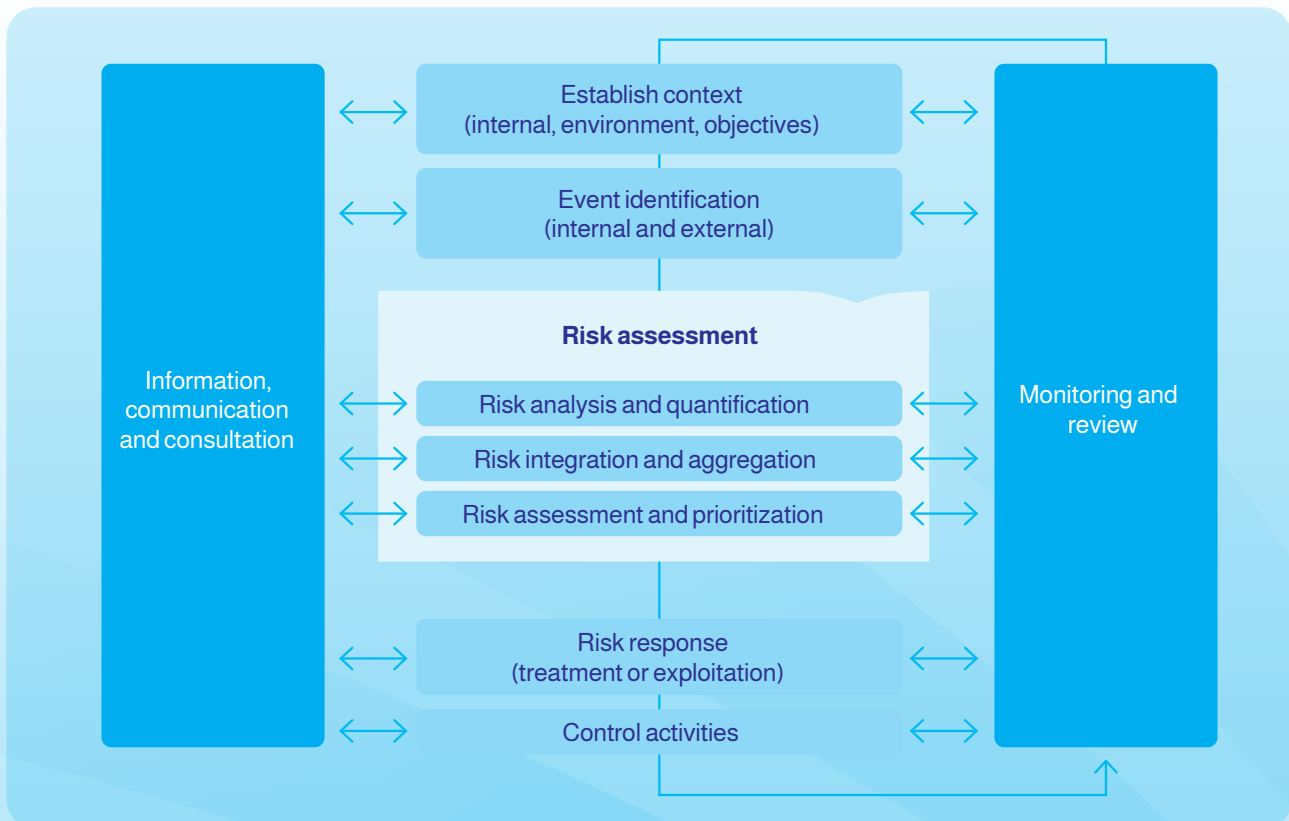 Establish context
(internal, environment, objectives)
Event identification
(internal and external)
Risk assessment
Risk analysis and quantification
Risk integration and aggregation
Risk assessment and prioritization
Information,
communication
and consultation
Monitoring and
review
Risk response
(treatment or exploitation)
Control activities